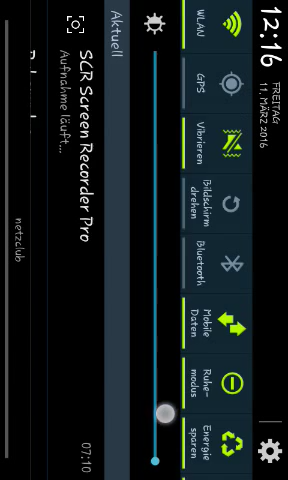 12:16
FREITAG
11. MÄRZ 2016
WLAN
GPS
Vibrieren
Bildschirm
drehen
Bluetooth
Mobile
Daten
Ruhe-
modus
Energie
sparen
Aktuell
SCR Screen Recorder Pro
07:10
Aufnahme läuft...
netzclub